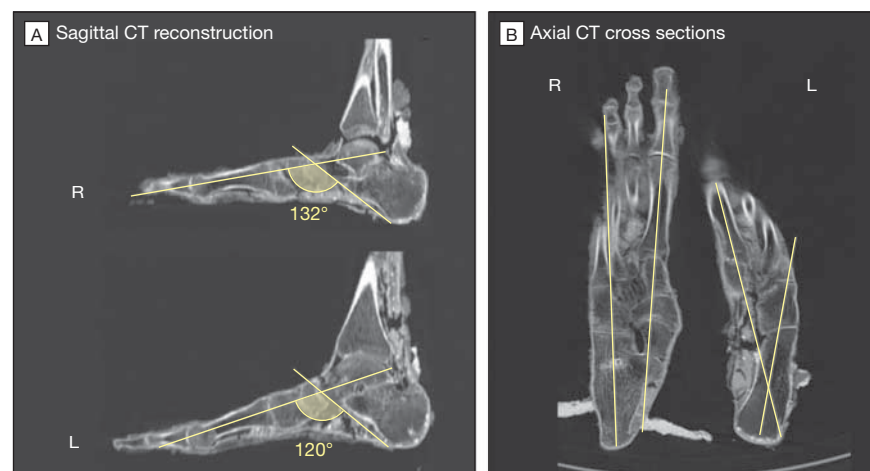 A Sagittal CT reconstruction
R
132°
L
120°
B Axial CT cross sections
R
L